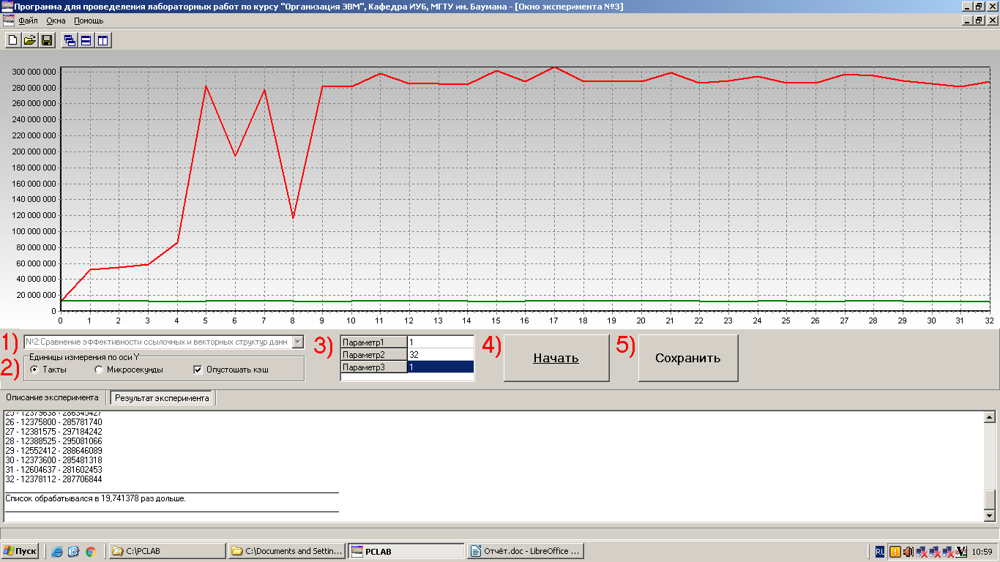 Программа для проведения лабораторных работ по курсу "Организация ЭВМ", Кафедра ИУ6, МГТУ им. Баумана - [Окно эксперимента №3]
Файл Окна Помощь
300 000 000
280 000 000
260 000 000
240 000 000
220 000 000
200 000 000
180 000 000
160 000 000
140 000 000
120 000 000
100 000 000
80 000 000
60 000 000
40 000 000
20 000 000
0
0 1 2 3 4 5 6 7 8 9 10 11 12 13 14 15 16 17 18 19 20 21 22 23 24 25 26 27 28 29 30 31 32
1) №2:Сравнение эффективности ссылочных и векторных структур данн
2) Единицы измерения по оси Y
Такты Микросекунды Опустошать кэш
3) Параметр1 1
Параметр2 32
Параметр3 1
4) Начать
5) Сохранить
Описание эксперимента Результат эксперимента
26 - 12375800 - 285781740
27 - 12381575 - 297184242
28 - 12388525 - 295081066
29 - 12552412 - 288646089
30 - 12373600 - 285481318
31 - 12604637 - 281602453
32 - 12378112 - 287706844
Список обрабатывался в 19,741378 раз дольше.
Пуск C:\PCLAB C:\Documents and Settin... PCLAB Отчёт.doc - LibreOffice ... RU 10:59